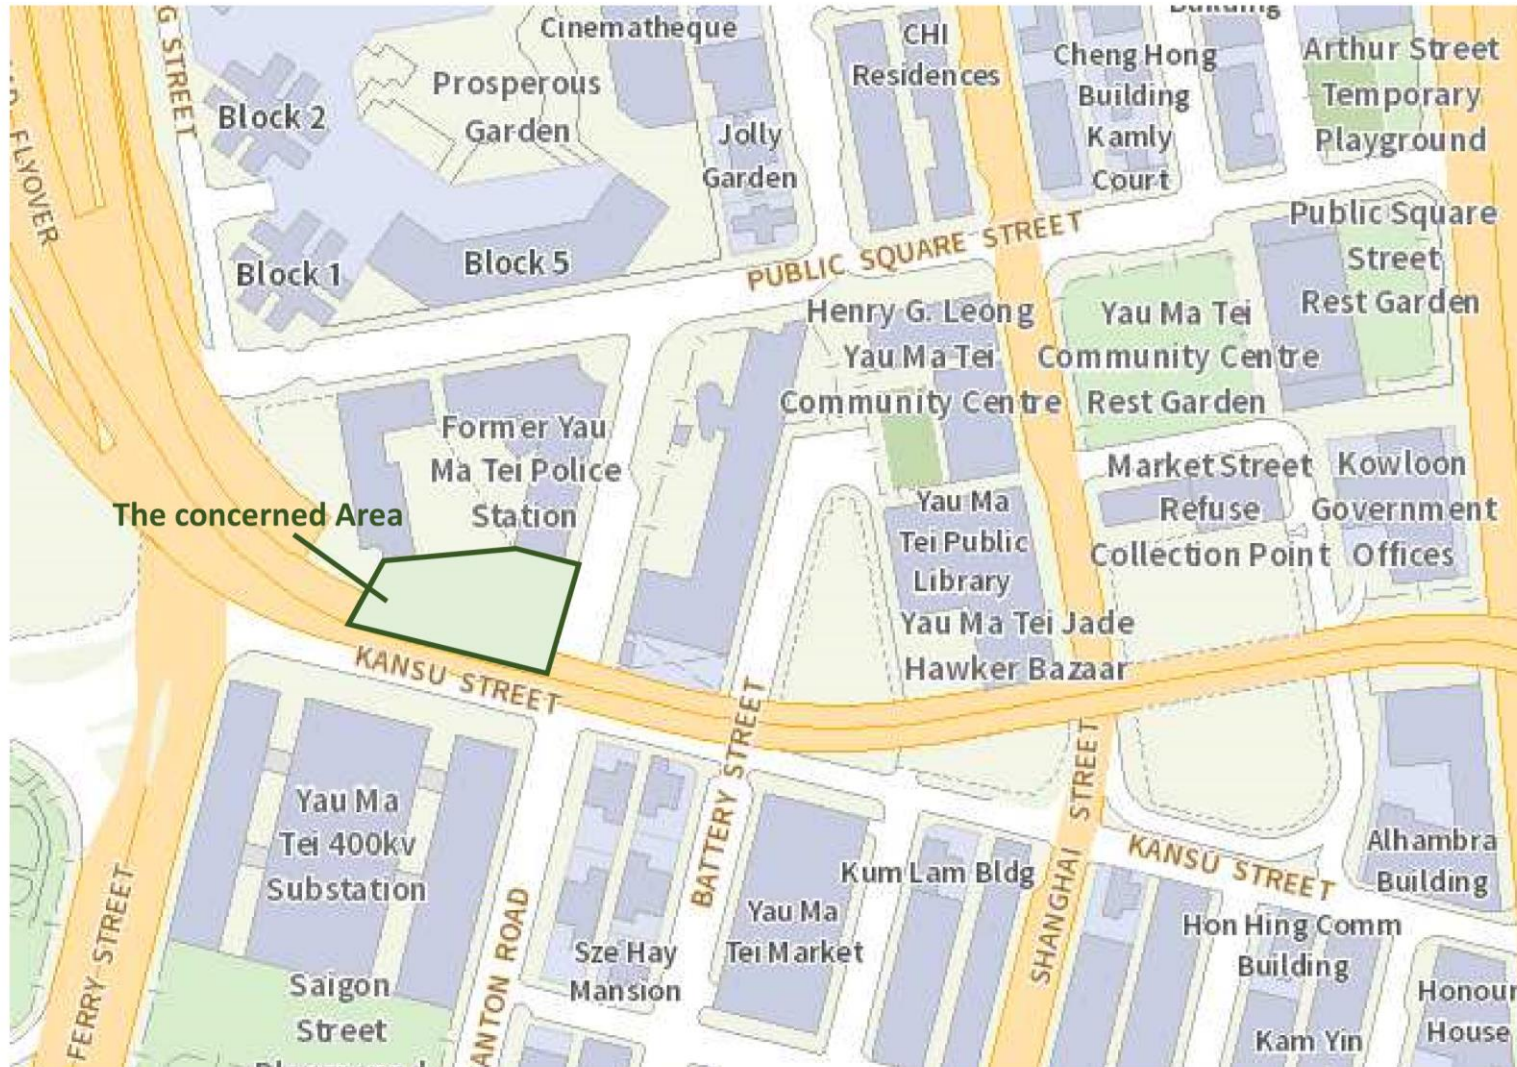 G STREET
FLYOVER
Block 2
Prosperous
Garden
Cinematheque
Jolly
Garden
CHI
Residences
Cheng Hong
Building
Kamly
Court
Building
Arthur Street
Temporary
Playground
Block 1
Block 5
PUBLIC SQUARE STREET
Public Square
Street
Rest Garden
Henry G. Leong
Yau Ma Tei
Community Centre
Yau Ma Tei
Community Centre
Rest Garden
Former Yau
Ma Tei Police
Station
The concerned Area
Yau Ma
Tei Public
Library
Market Street
Refuse
Collection Point
Kowloon
Government
Offices
Yau Ma Tei Jade
Hawker Bazaar
KANSU STREET
BATTERY STREET
SHANGHAI STREET
KANSU STREET
Yau Ma
Tei 400kv
Substation
Saigon
Street
FERRY STREET
ANTON ROAD
Sze Hay
Mansion
Yau Ma
Tei Market
Kum Lam Bldg
Alhambra
Building
Hon Hing Comm
Building
Kam Yin
Honour
House